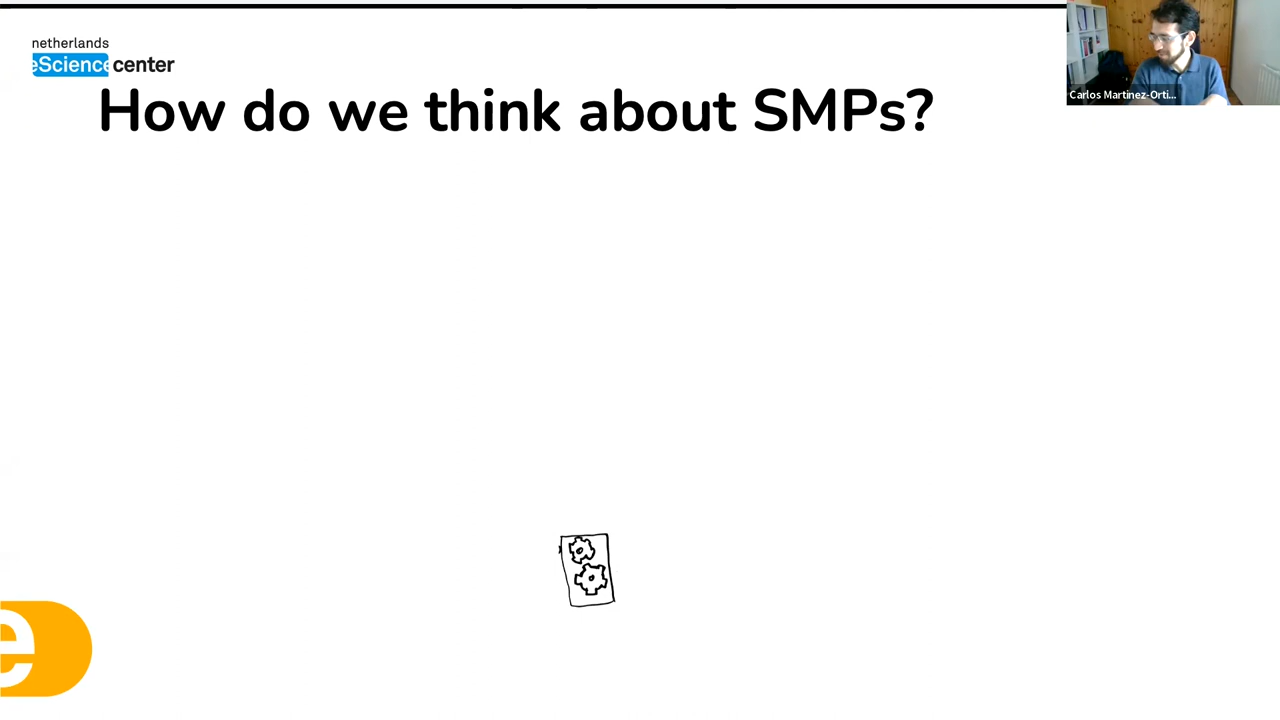 netherlands
eScience center
How do we think about SMPs?
Carlos Martinez-Orti...
e